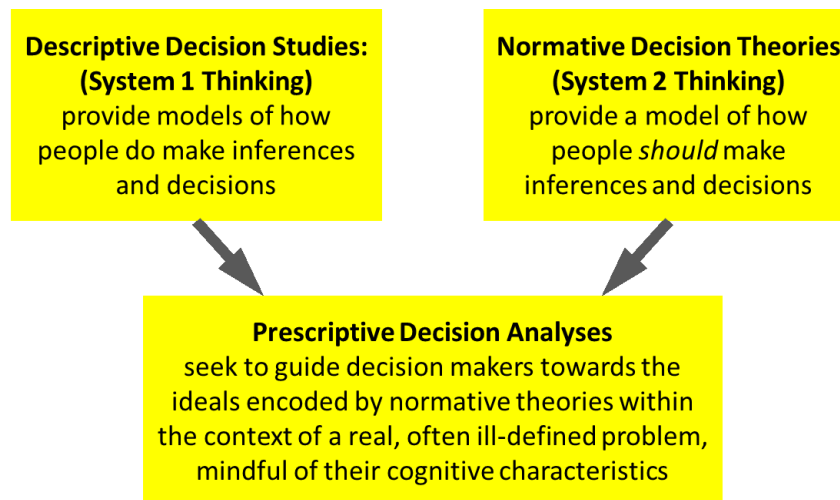 Descriptive Decision Studies:
(System 1 Thinking)
provide models of how
people do make inferences
and decisions
Normative Decision Theories
(System 2 Thinking)
provide a model of how
people should make
inferences and decisions
Prescriptive Decision Analyses
seek to guide decision makers towards the
ideals encoded by normative theories within
the context of a real, often ill-defined problem,
mindful of their cognitive characteristics